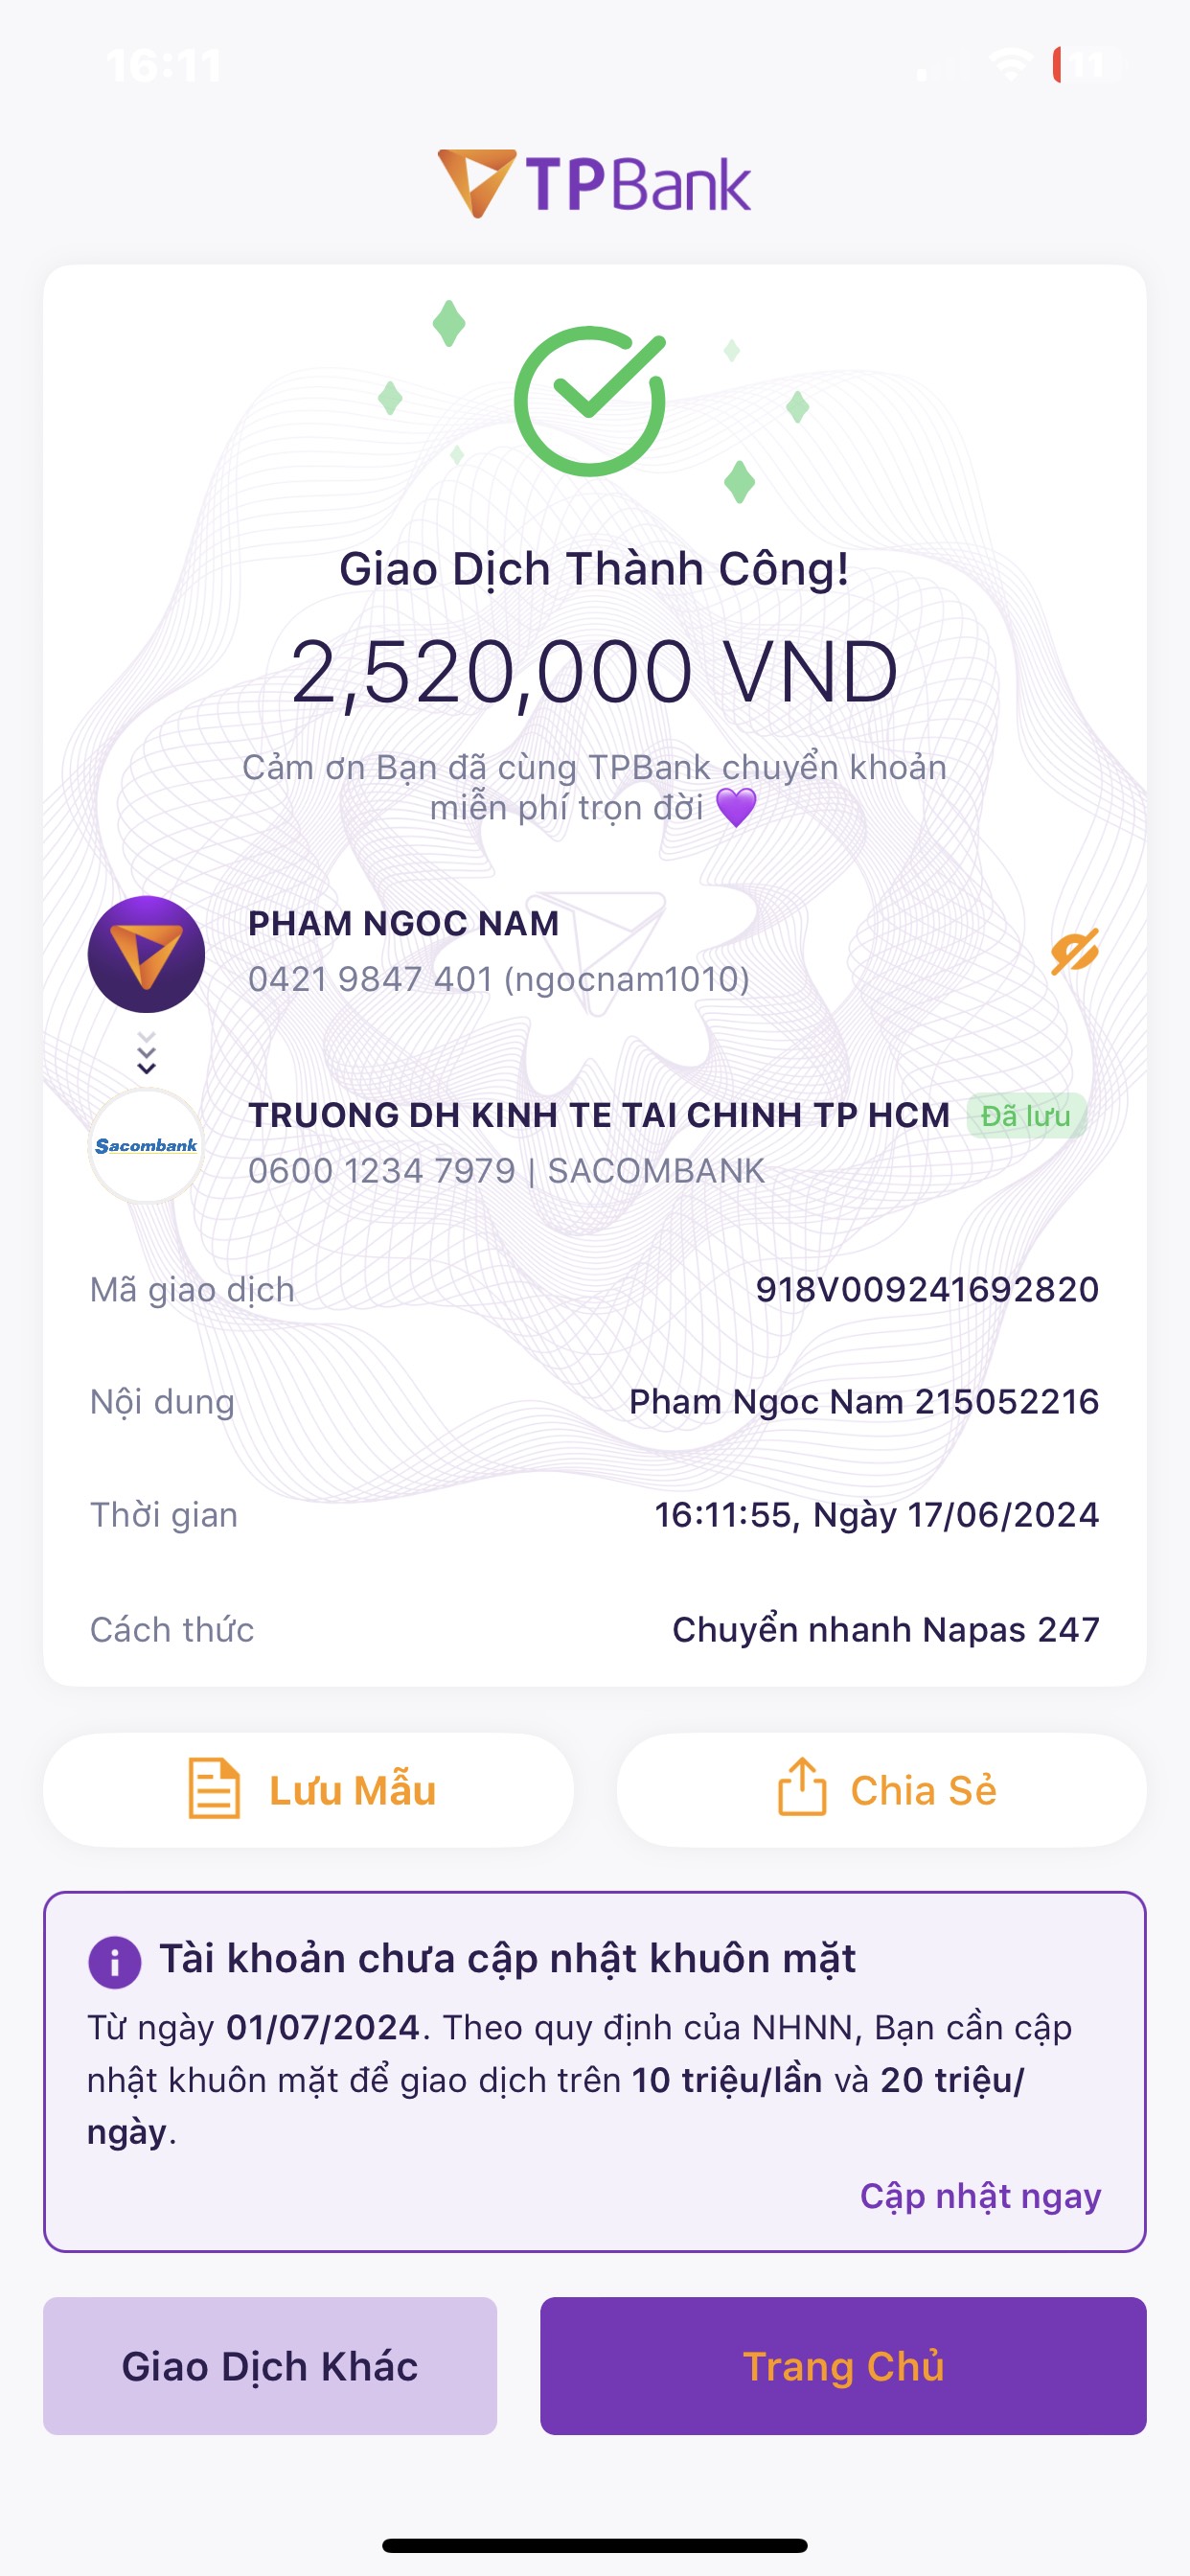 16:11
11
TPBank
Giao Dịch Thành Công!
2,520,000 VND
Cảm ơn Bạn đã cùng TPBank chuyển khoản
miễn phí trọn đời 💜
PHAM NGOC NAM
0421 9847 401 (ngocnam1010)
TRUONG DH KINH TE TAI CHINH TP HCM Đã lưu
Sacombank
0600 1234 7979 | SACOMBANK
Mã giao dịch 918V009241692820
Nội dung Pham Ngoc Nam 215052216
Thời gian 16:11:55, Ngày 17/06/2024
Cách thức Chuyển nhanh Napas 247
Lưu Mẫu Chia Sẻ
Tài khoản chưa cập nhật khuôn mặt
Từ ngày 01/07/2024. Theo quy định của NHNN, Bạn cần cập
nhật khuôn mặt để giao dịch trên 10 triệu/lần và 20 triệu/
ngày.
Cập nhật ngay
Giao Dịch Khác Trang Chủ